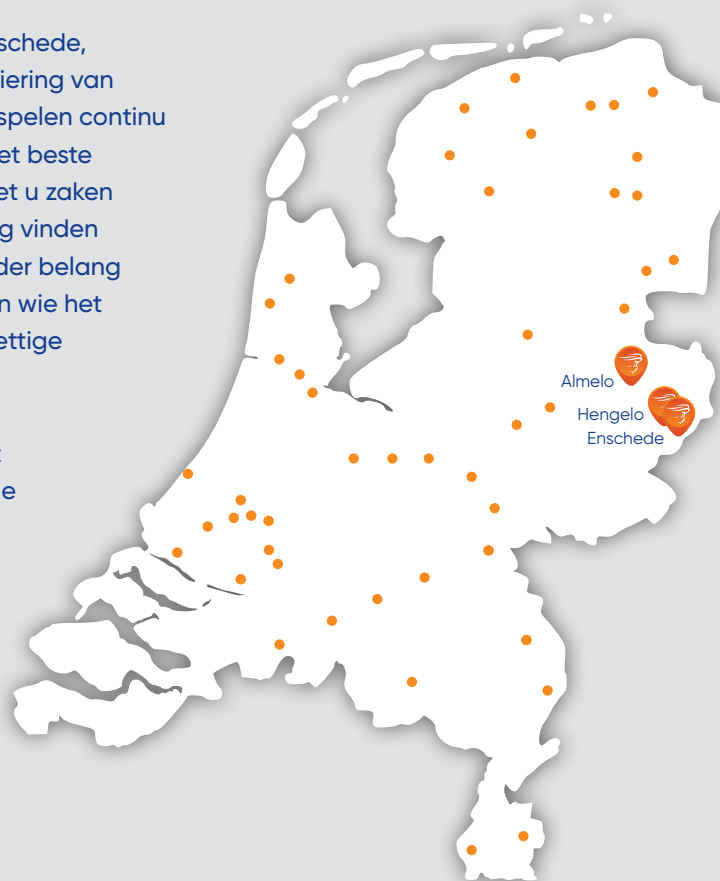 schede,
iering van
spelen continu
et beste
et u zaken
g vinden
der belang
n wie het
ettige
e
Almelo
Hengelo
Enschede